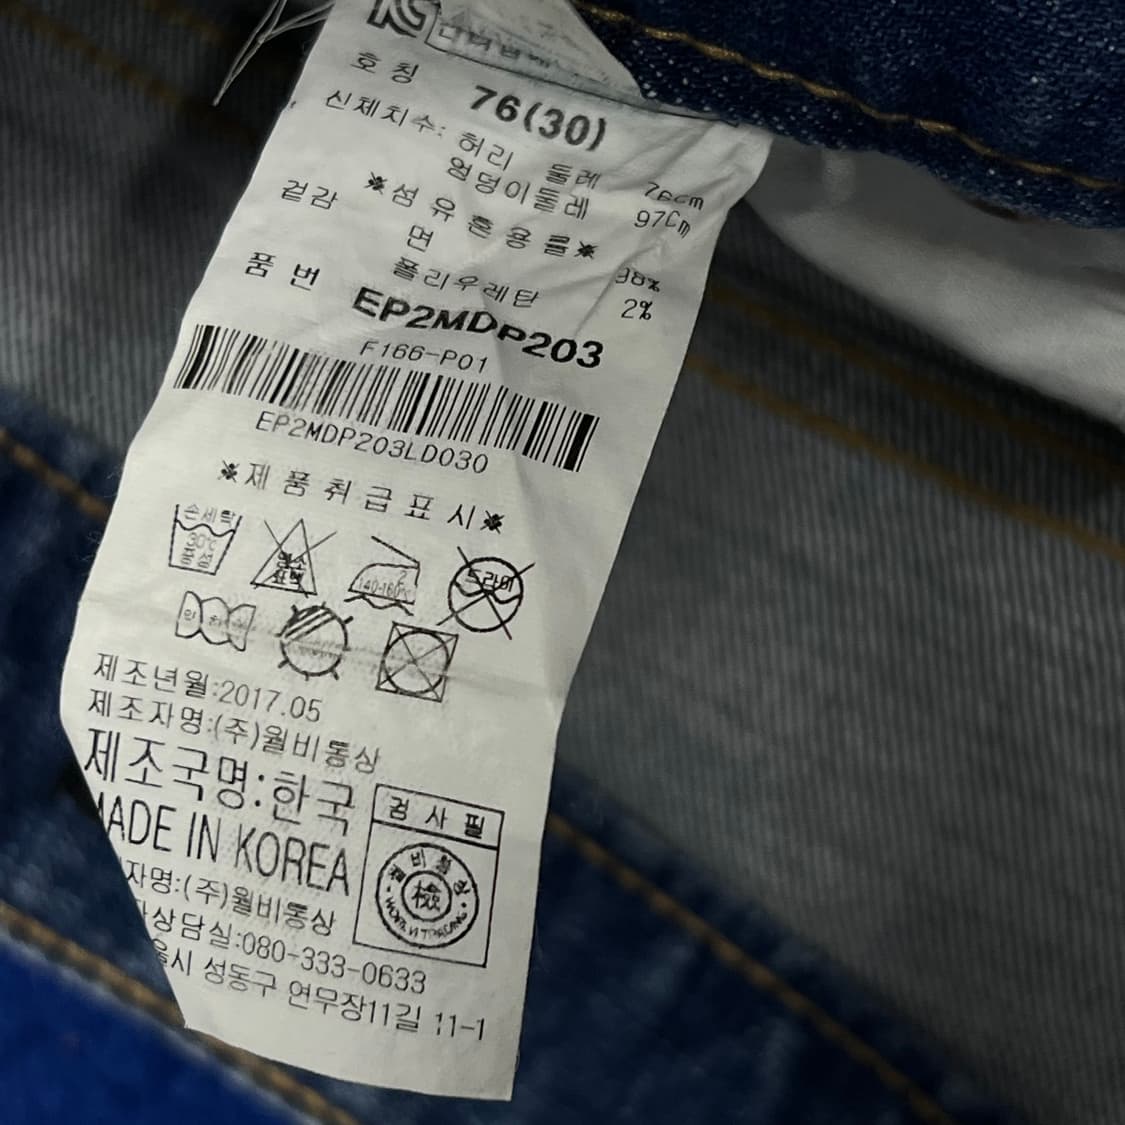 호칭 76(30)
신체치수: 허리 둘레 76cm
엉덩이둘레 97Cm
※섬유혼용률※
겉감 면 98%
폴리우레탄 2%
품번 EP2MDP203
F166-P01
EP2MDP203LD030
※제품취급표시※
손세탁
30℃
중성
염소
표백
140-160℃
드라이
제조년월:2017.05
제조자명:(주)월비통상
제조국명:한국
MADE IN KOREA
자명:(주)월비통상
상담실:080-333-0633
울시 성동구 연무장11길 11-1
검사필
檢